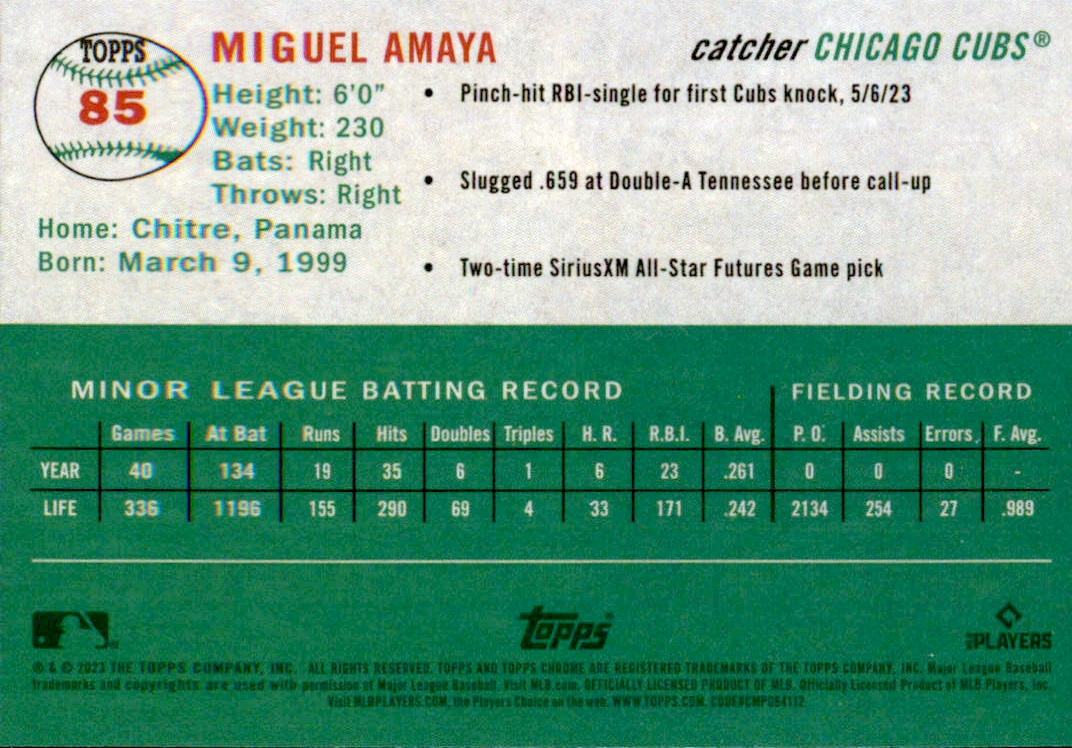 TOPPS
85
MIGUEL AMAYA
catcher CHICAGO CUBS®
Height: 6'0"
Weight: 230
Bats: Right
Throws: Right
Home: Chitre, Panama
Born: March 9, 1999
• Pinch-hit RBI-single for first Cubs knock, 5/6/23
• Slugged .659 at Double-A Tennessee before call-up
• Two-time SiriusXM All-Star Futures Game pick
MINOR LEAGUE BATTING RECORD FIELDING RECORD
Games At Bat Runs Hits Doubles Triples H. R. R.B.I. B. Avg. P. O. Assists Errors F. Avg.
YEAR 40 134 19 35 6 1 6 23 .261 0 0 0 -
LIFE 336 1196 155 290 69 4 33 171 .242 2134 254 27 .989
topps®
PLAYERS
® & © 2023 THE TOPPS COMPANY, INC. ALL RIGHTS RESERVED. TOPPS AND TOPPS CHROME ARE REGISTERED TRADEMARKS OF THE TOPPS COMPANY, INC. Major League Baseball
trademarks and copyrights are used with permission of Major League Baseball. Visit MLB.com. OFFICIALLY LICENSED PRODUCT OF MLB. Officially Licensed Product of MLB Players, Inc.
Visit MLBPLAYERS.COM, the Players Choice on the web. WWW.TOPPS.COM. CODE#CMP064112